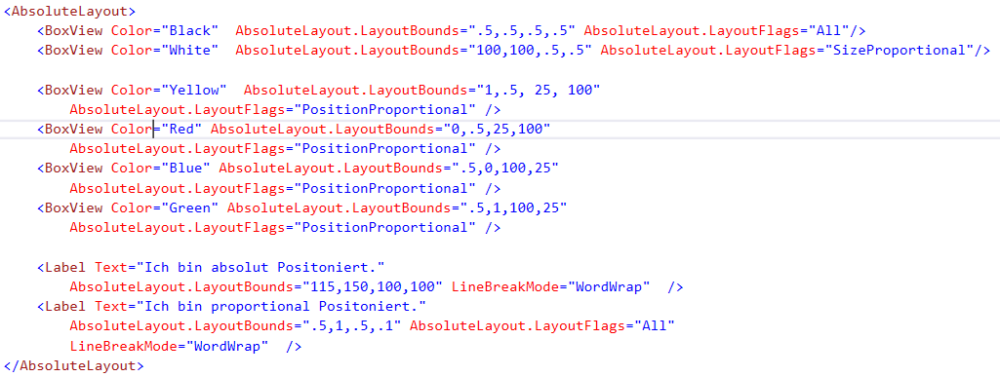 <AbsoluteLayout>
    <BoxView Color="Black"  AbsoluteLayout.LayoutBounds=".5,.5,.5,.5" AbsoluteLayout.LayoutFlags="All"/>
    <BoxView Color="White"  AbsoluteLayout.LayoutBounds="100,100,.5,.5" AbsoluteLayout.LayoutFlags="SizeProportional"/>

    <BoxView Color="Yellow"  AbsoluteLayout.LayoutBounds="1,.5, 25, 100"
        AbsoluteLayout.LayoutFlags="PositionProportional" />
    <BoxView Color="Red" AbsoluteLayout.LayoutBounds="0,.5,25,100"
        AbsoluteLayout.LayoutFlags="PositionProportional" />
    <BoxView Color="Blue" AbsoluteLayout.LayoutBounds=".5,0,100,25"
        AbsoluteLayout.LayoutFlags="PositionProportional" />
    <BoxView Color="Green" AbsoluteLayout.LayoutBounds=".5,1,100,25"
        AbsoluteLayout.LayoutFlags="PositionProportional" />

    <Label Text="Ich bin absolut Positoniert."
        AbsoluteLayout.LayoutBounds="115,150,100,100" LineBreakMode="WordWrap"  />
    <Label Text="Ich bin proportional Positoniert."
        AbsoluteLayout.LayoutBounds=".5,1,.5,.1" AbsoluteLayout.LayoutFlags="All"
        LineBreakMode="WordWrap"  />
</AbsoluteLayout>